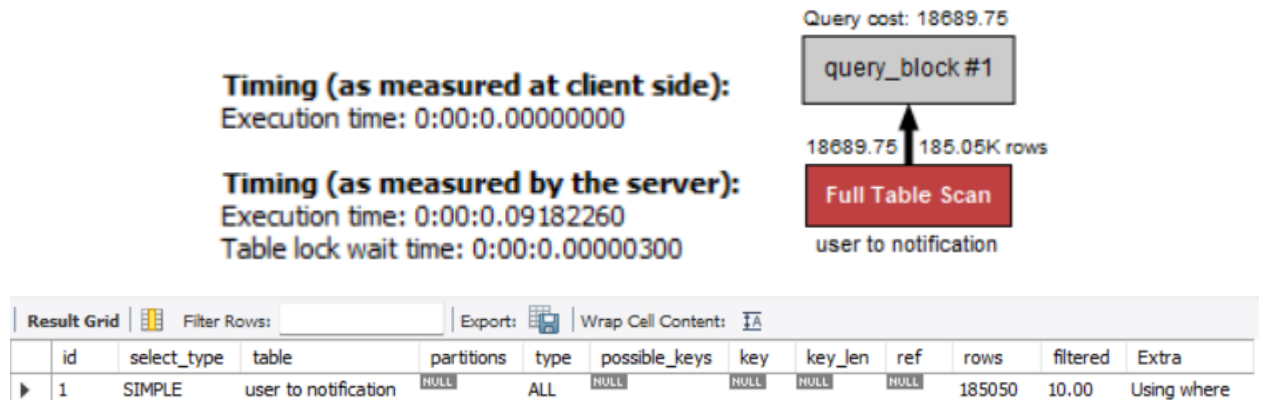 Query cost: 18689.75
query_block #1
Timing (as measured at client side):
Execution time: 0:00:0.00000000
18689.75 185.05K rows
Timing (as measured by the server):
Execution time: 0:00:0.09182260
Table lock wait time: 0:00:0.00000300
Full Table Scan
user to notification
Result Grid Filter Rows: Export: Wrap Cell Content: IA
id select_type table partitions type possible_keys key key_len ref rows filtered Extra
1 SIMPLE user to notification NULL ALL NULL NULL NULL NULL 185050 10.00 Using where